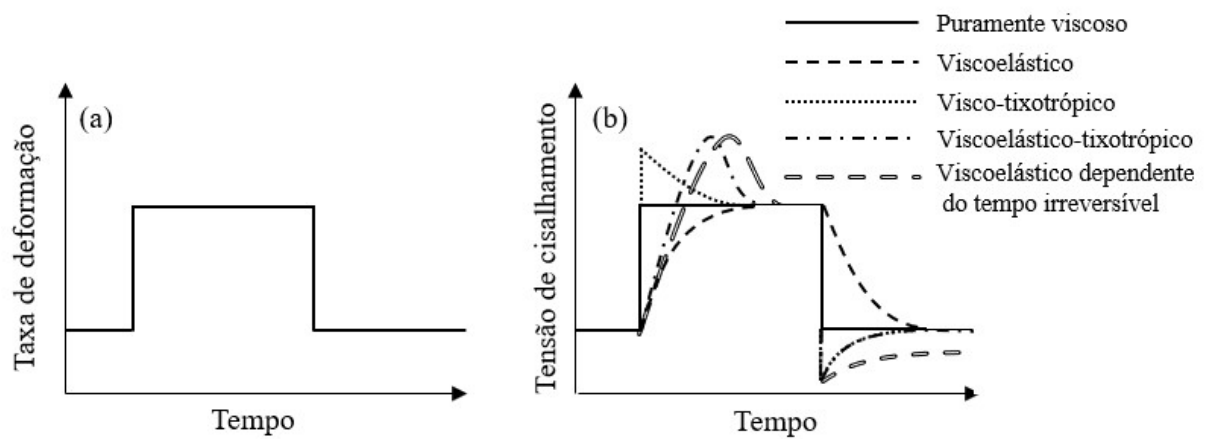 Puramente viscoso
Viscoelástico
Visco-tixotrópico
Viscoelástico-tixotrópico
Viscoelástico dependente
do tempo irreversível
(a)
Taxa de deformação
Tempo
(b)
Tensão de cisalhamento
Tempo